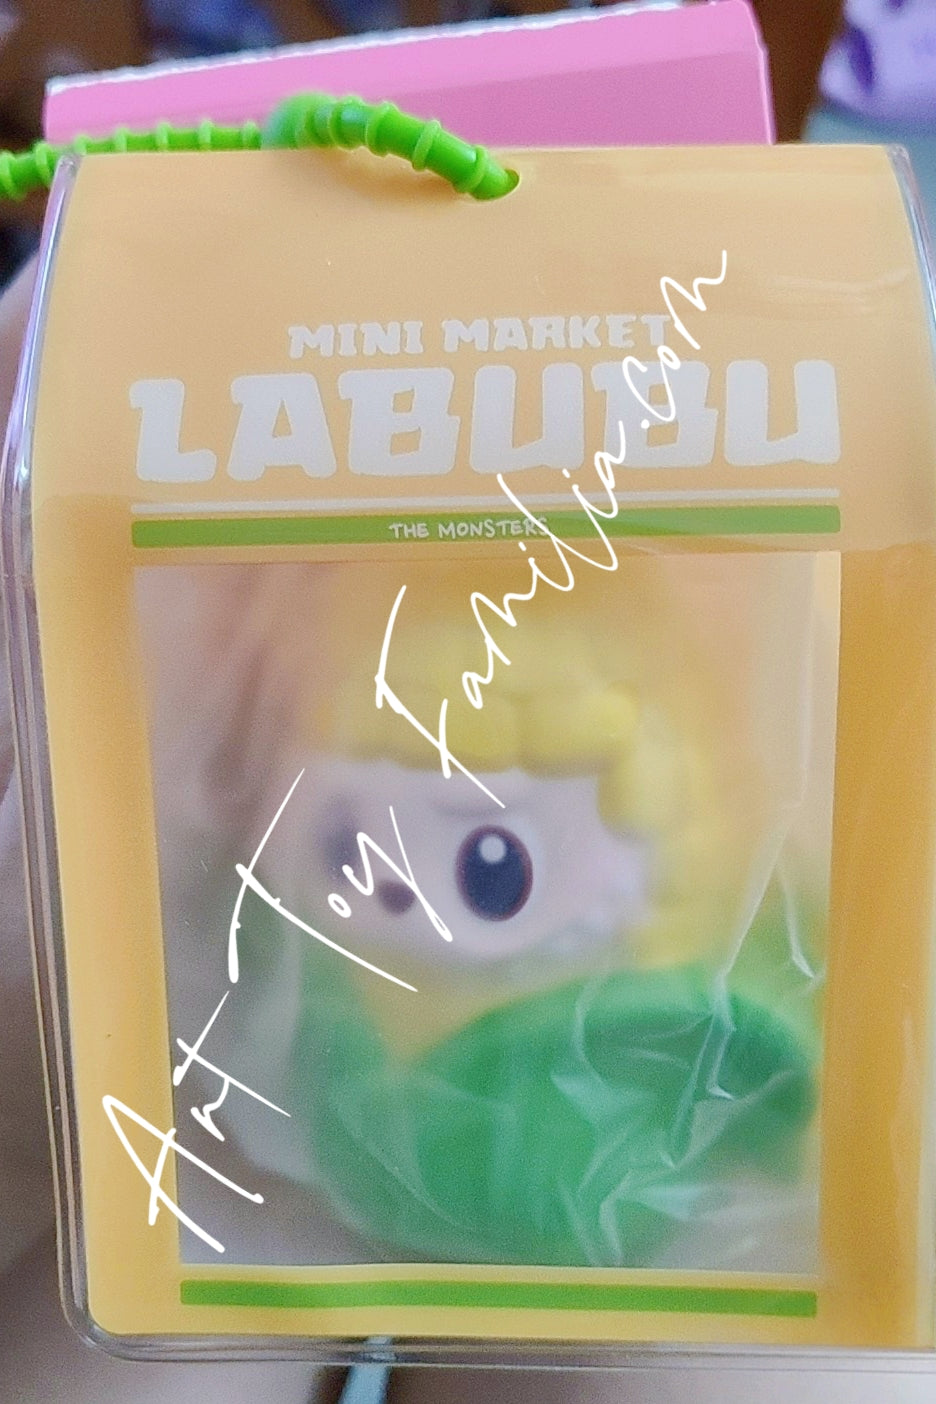 MINI MARKET
LABUBU
THE MONSTERS
Art Toy Familia.com